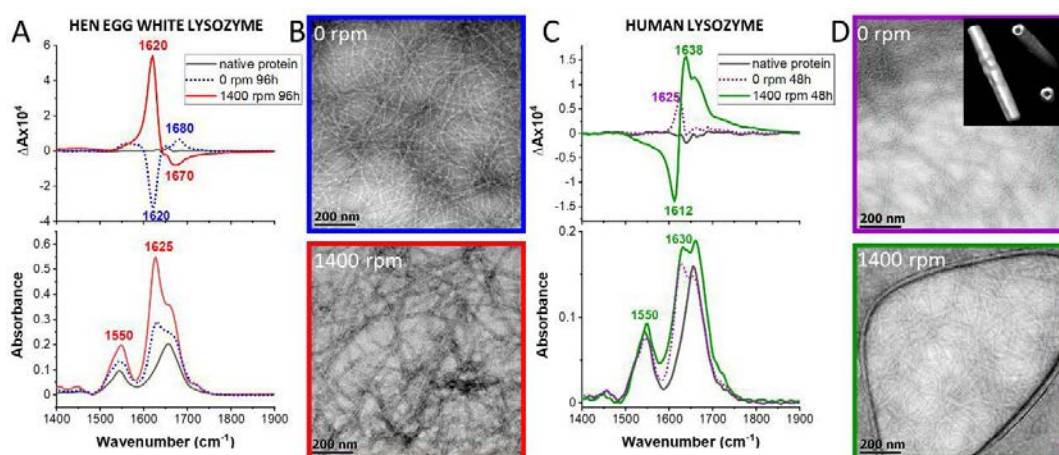 A
HEN EGG WHITE LYSOZYME
B
C
HUMAN LYSOZYME
D
ΔAx10⁴
6
4
2
0
-2
-4
1620
native protein
0 rpm 96h
1400 rpm 96h
1680
1670
1620
Absorbance
0.6
0.5
0.4
0.3
0.2
0.1
0.0
1625
1550
1400 1500 1600 1700 1800 1900
Wavenumber (cm⁻¹)
0 rpm
200 nm
1400 rpm
200 nm
ΔAx10⁴
1.5
1.0
0.5
0
-0.5
-1.0
-1.5
1638
native protein
0 rpm 48h
1400 rpm 48h
1625
1612
Absorbance
0.2
0.1
0
1630
1550
1400 1500 1600 1700 1800 1900
Wavenumber (cm⁻¹)
0 rpm
200 nm
1400 rpm
200 nm